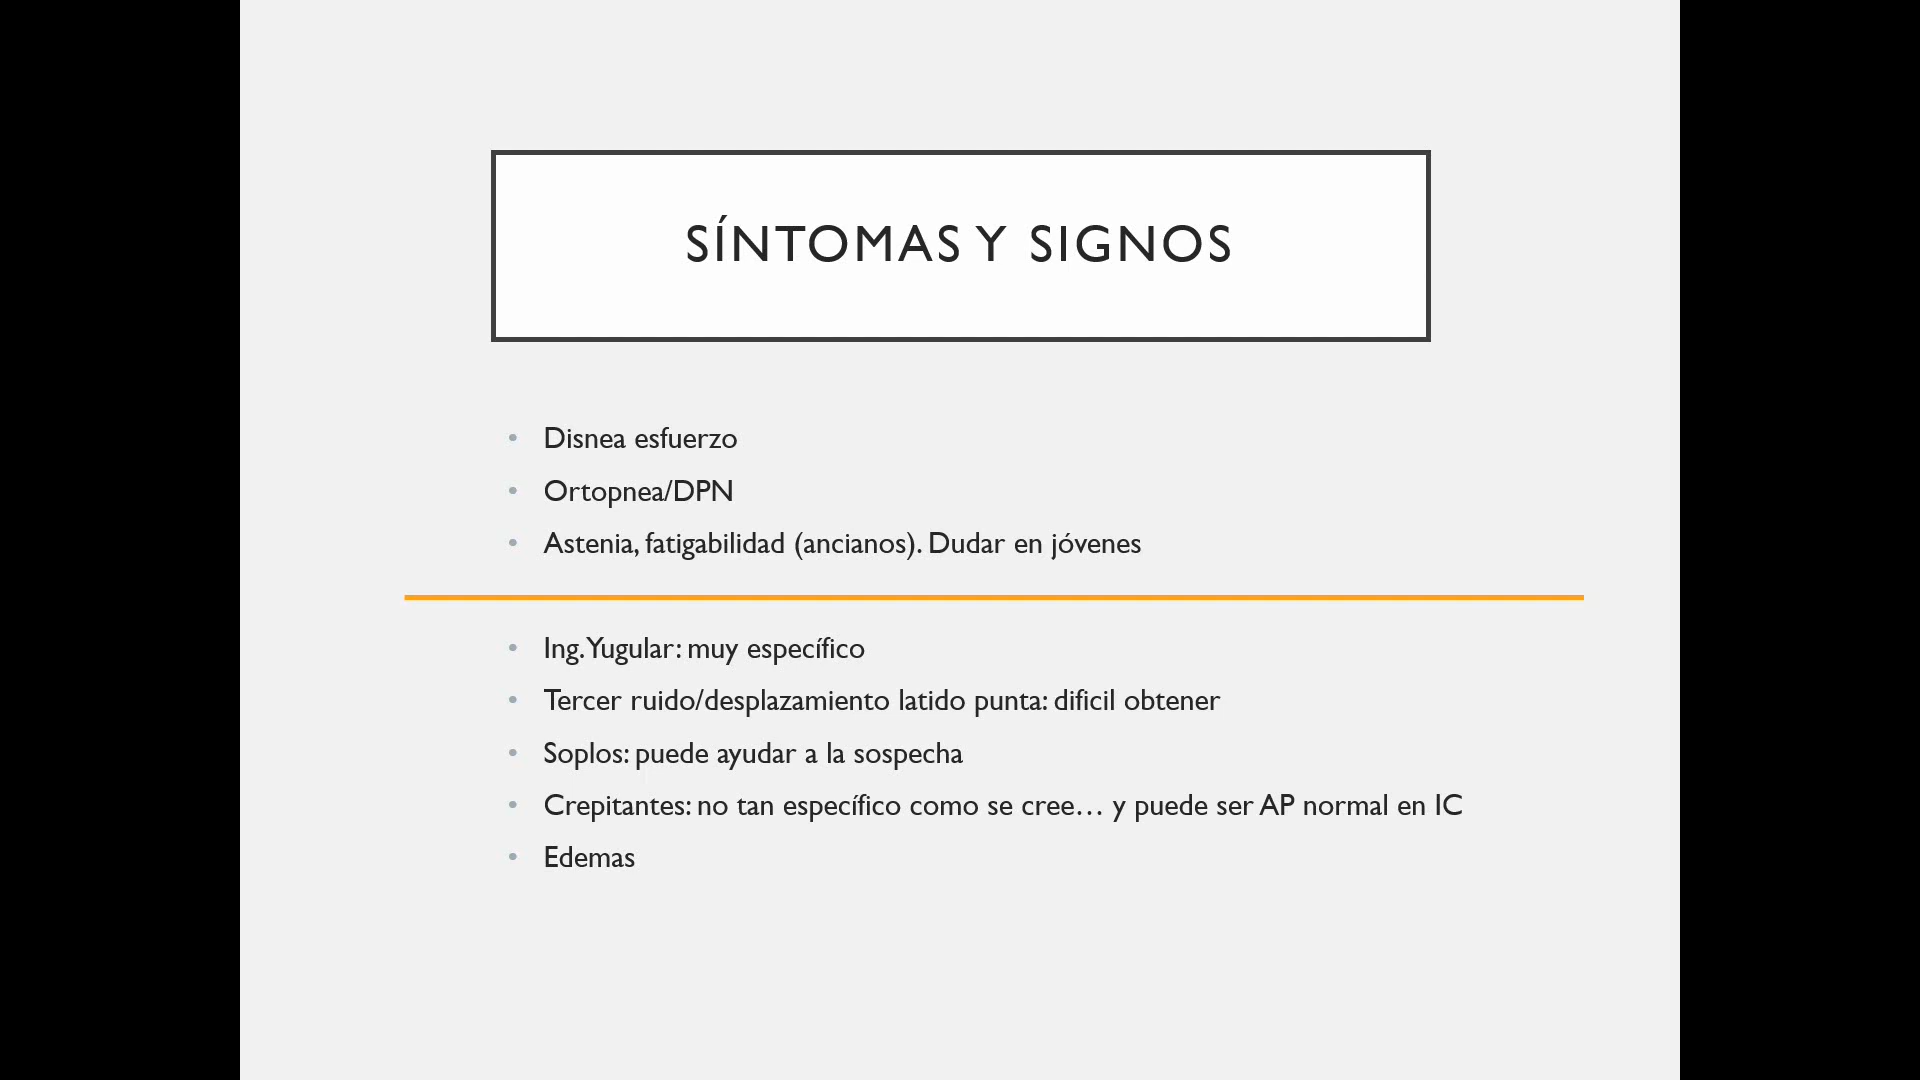 SÍNTOMAS Y SIGNOS
• Disnea esfuerzo
• Ortopnea/DPN
• Astenia, fatigabilidad (ancianos). Dudar en jóvenes
• Ing. Yugular: muy específico
• Tercer ruido/desplazamiento latido punta: dificil obtener
• Soplos: puede ayudar a la sospecha
• Crepitantes: no tan específico como se cree… y puede ser AP normal en IC
• Edemas